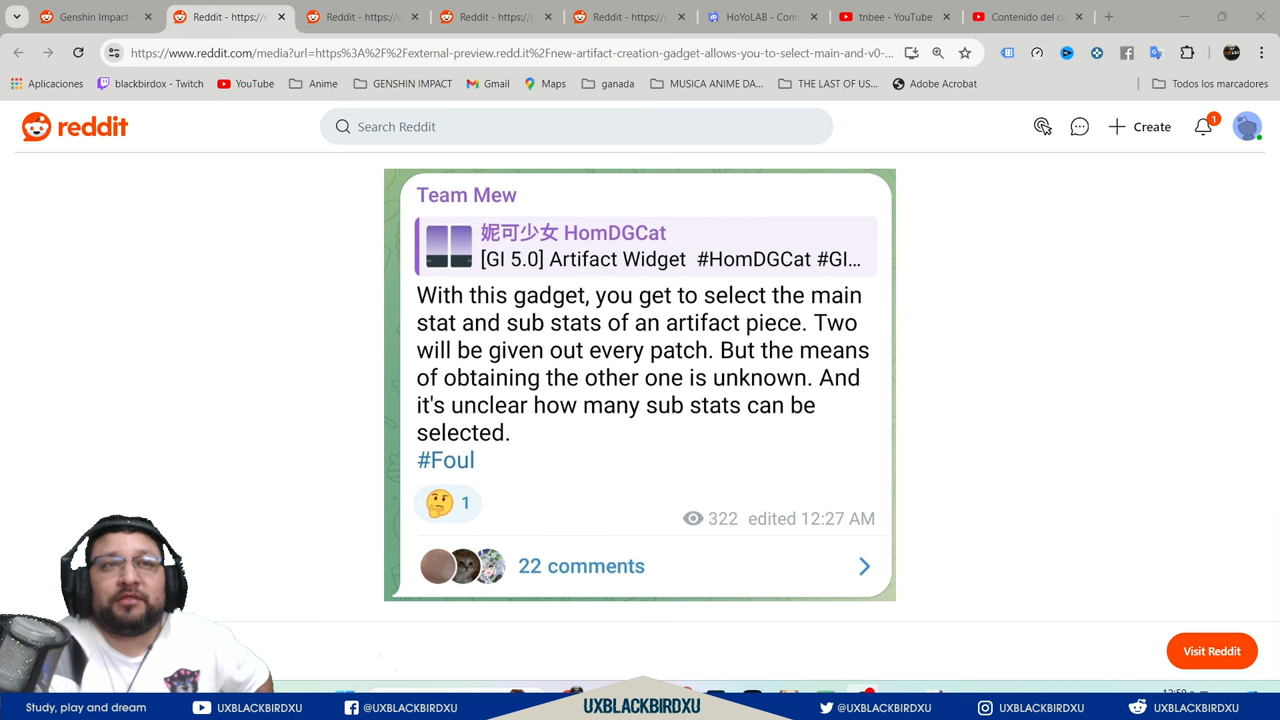 Genshin Impact
Reddit - https://
Reddit - https://
Reddit - https://
Reddit - https://
HoYoLAB - Com
tnbee - YouTube
Contenido del c
https://www.reddit.com/media?url=https%3A%2F%2Fexternal-preview.redd.it%2Fnew-artifact-creation-gadget-allows-you-to-select-main-and-v0-...
Aplicaciones
blackbirdox - Twitch
YouTube
Anime
GENSHIN IMPACT
Gmail
Maps
ganada
MUSICA ANIME DA...
THE LAST OF US...
Adobe Acrobat
Todos los marcadores
reddit
Search Reddit
Create
1
Team Mew
妮可少女 HomDGCat
[GI 5.0] Artifact Widget #HomDGCat #GI...
With this gadget, you get to select the main
stat and sub stats of an artifact piece. Two
will be given out every patch. But the means
of obtaining the other one is unknown. And
it's unclear how many sub stats can be
selected.
#Foul
1
322 edited 12:27 AM
22 comments
Visit Reddit
Study, play and dream
UXBLACKBIRDXU
@UXBLACKBIRDXU
UXBLACKBIRDXU
@UXBLACKBIRDXU
UXBLACKBIRDXU
UXBLACKBIRDXU